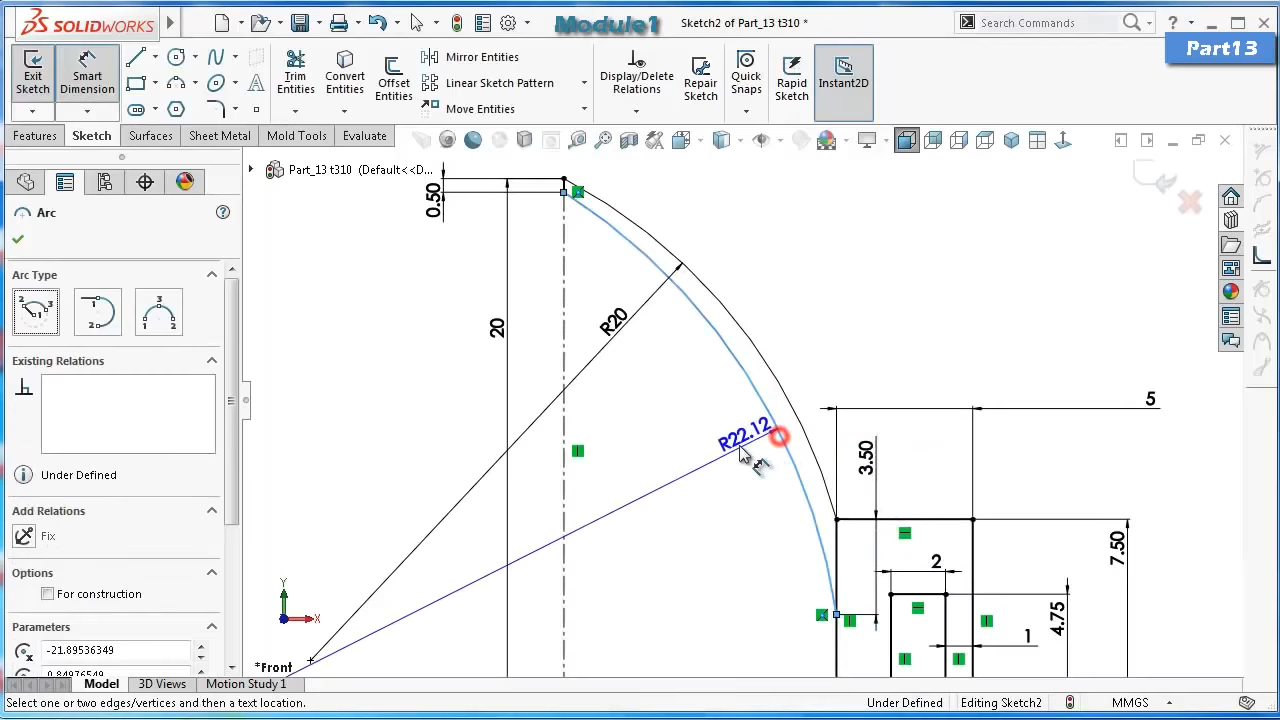 SOLIDWORKS
Module1
Sketch2 of Part_13 t310 *
Search Commands
Part13
Exit Sketch
Smart Dimension
Trim Entities
Convert Entities
Offset Entities
Mirror Entities
Linear Sketch Pattern
Move Entities
Display/Delete Relations
Repair Sketch
Quick Snaps
Rapid Sketch
Instant2D
Features
Sketch
Surfaces
Sheet Metal
Mold Tools
Evaluate
Part_13 t310 (Default<<D...
Arc
Arc Type
Existing Relations
Under Defined
Add Relations
Fix
Options
For construction
Parameters
-21.89536349
0.84976549
0.50
20
R20
R22.12
5
3.50
2
7.50
4.75
1
Y
X
*Front
Model
3D Views
Motion Study 1
Select one or two edges/vertices and then a text location.
Under Defined
Editing Sketch2
MMGS